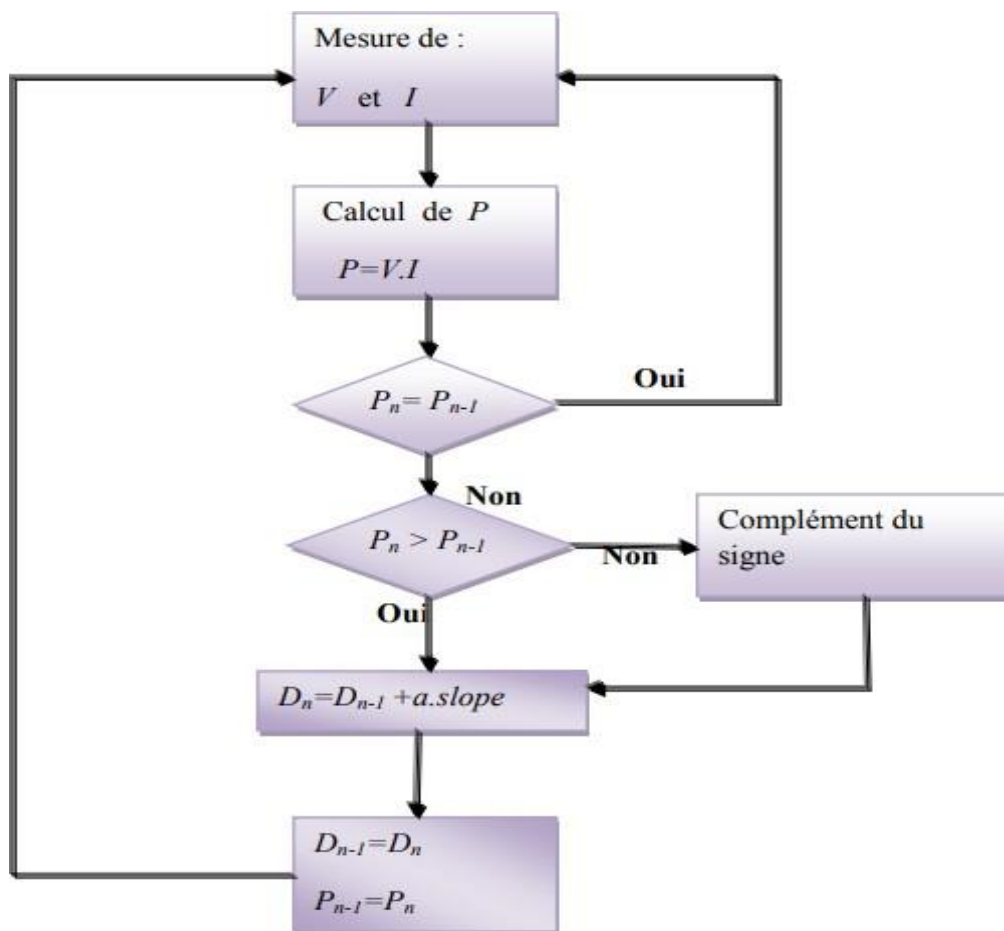 Mesure de :
V et I
Calcul de P
P=V.I
Oui
Pn= Pn-1
Non
Pn > Pn-1
Non
Complément du
signe
Oui
Dn=Dn-1 +a.slope
Dn-1=Dn
Pn-1=Pn